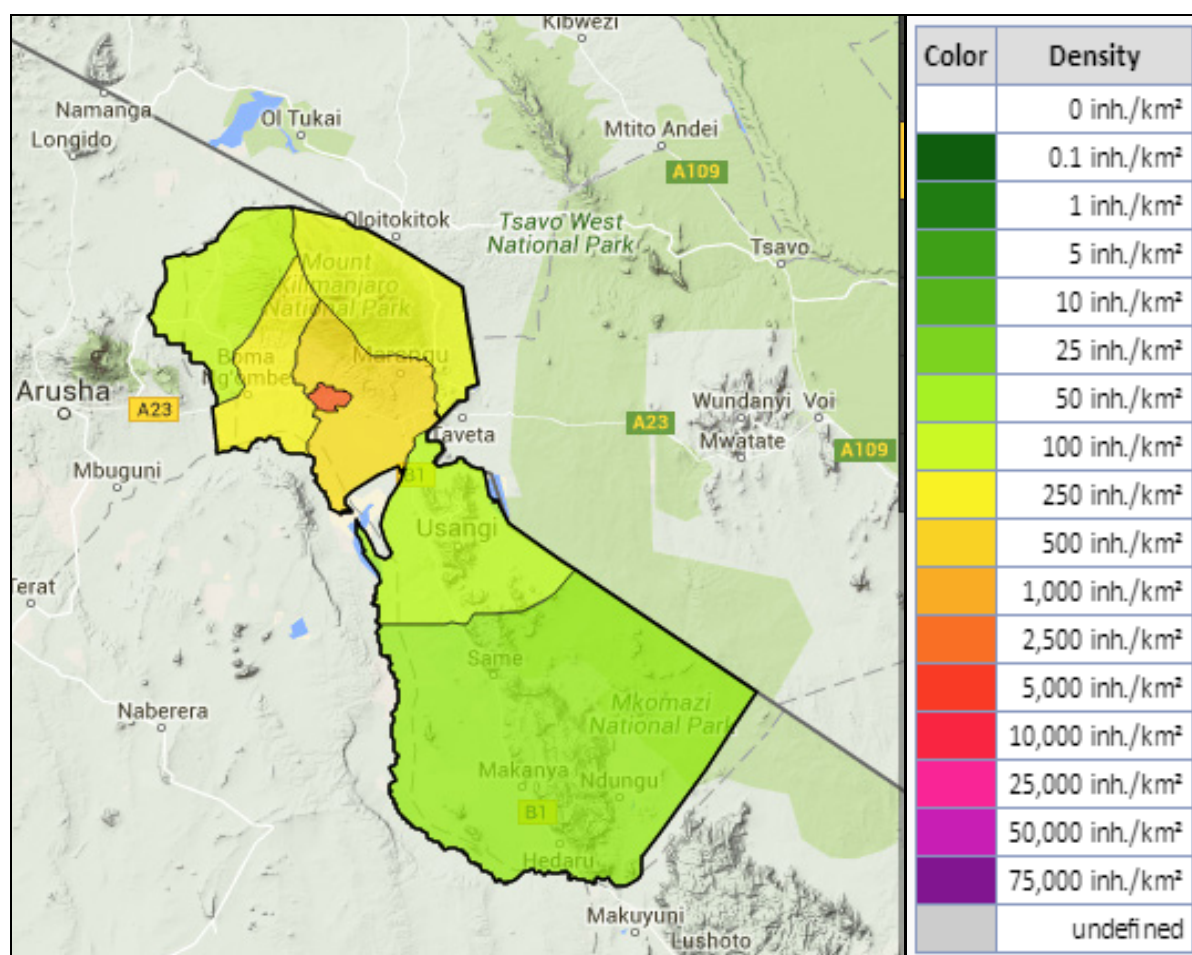 Kibwezi
Namanga
Ol Tukai
Longido
Mtito Andei
A109
Oloitokitok
Tsavo West
National Park
Tsavo
Mount
Kilimanjaro
National Park
Marangu
Boma
Ng'ombe
Arusha
A23
Wundanyi
Voi
A23
Mwatate
Taveta
A109
Mbuguni
B1
Usangi
Terat
Same
Mkomazi
National Park
Naberera
Makanya
Ndungu
B1
Hedaru
Makuyuni
Lushoto
Color Density
0 inh./km²
0.1 inh./km²
1 inh./km²
5 inh./km²
10 inh./km²
25 inh./km²
50 inh./km²
100 inh./km²
250 inh./km²
500 inh./km²
1,000 inh./km²
2,500 inh./km²
5,000 inh./km²
10,000 inh./km²
25,000 inh./km²
50,000 inh./km²
75,000 inh./km²
undefined